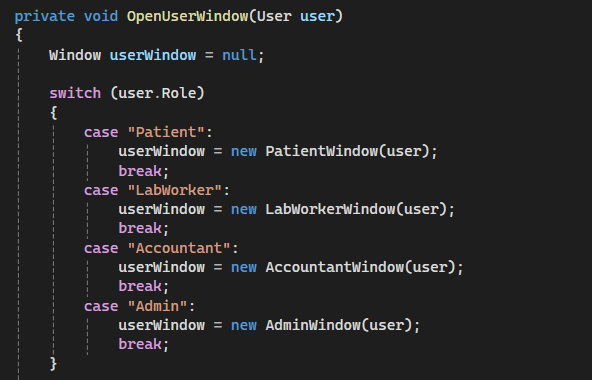 private void OpenUserWindow(User user)
{
    Window userWindow = null;

    switch (user.Role)
    {
        case "Patient":
            userWindow = new PatientWindow(user);
            break;
        case "LabWorker":
            userWindow = new LabWorkerWindow(user);
            break;
        case "Accountant":
            userWindow = new AccountantWindow(user);
            break;
        case "Admin":
            userWindow = new AdminWindow(user);
            break;
    }